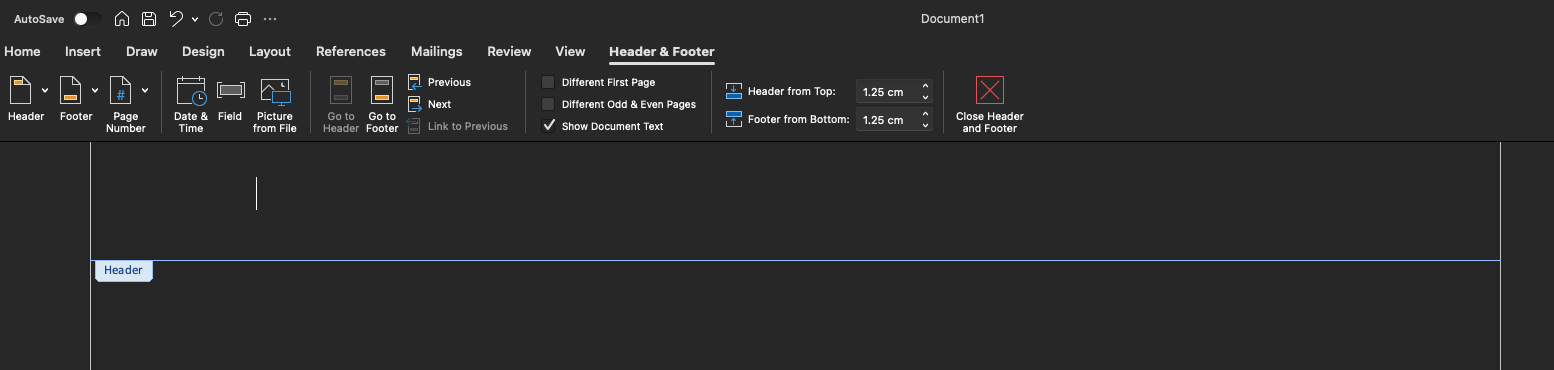 AutoSave
Document1
Home Insert Draw Design Layout References Mailings Review View Header & Footer
Header
Footer
Page
Number
#
Date &
Time
Field
Picture
from File
Go to
Header
Go to
Footer
Previous
Next
Link to Previous
Different First Page
Different Odd & Even Pages
Show Document Text
Header from Top: 1.25 cm
Footer from Bottom: 1.25 cm
Close Header
and Footer
Header